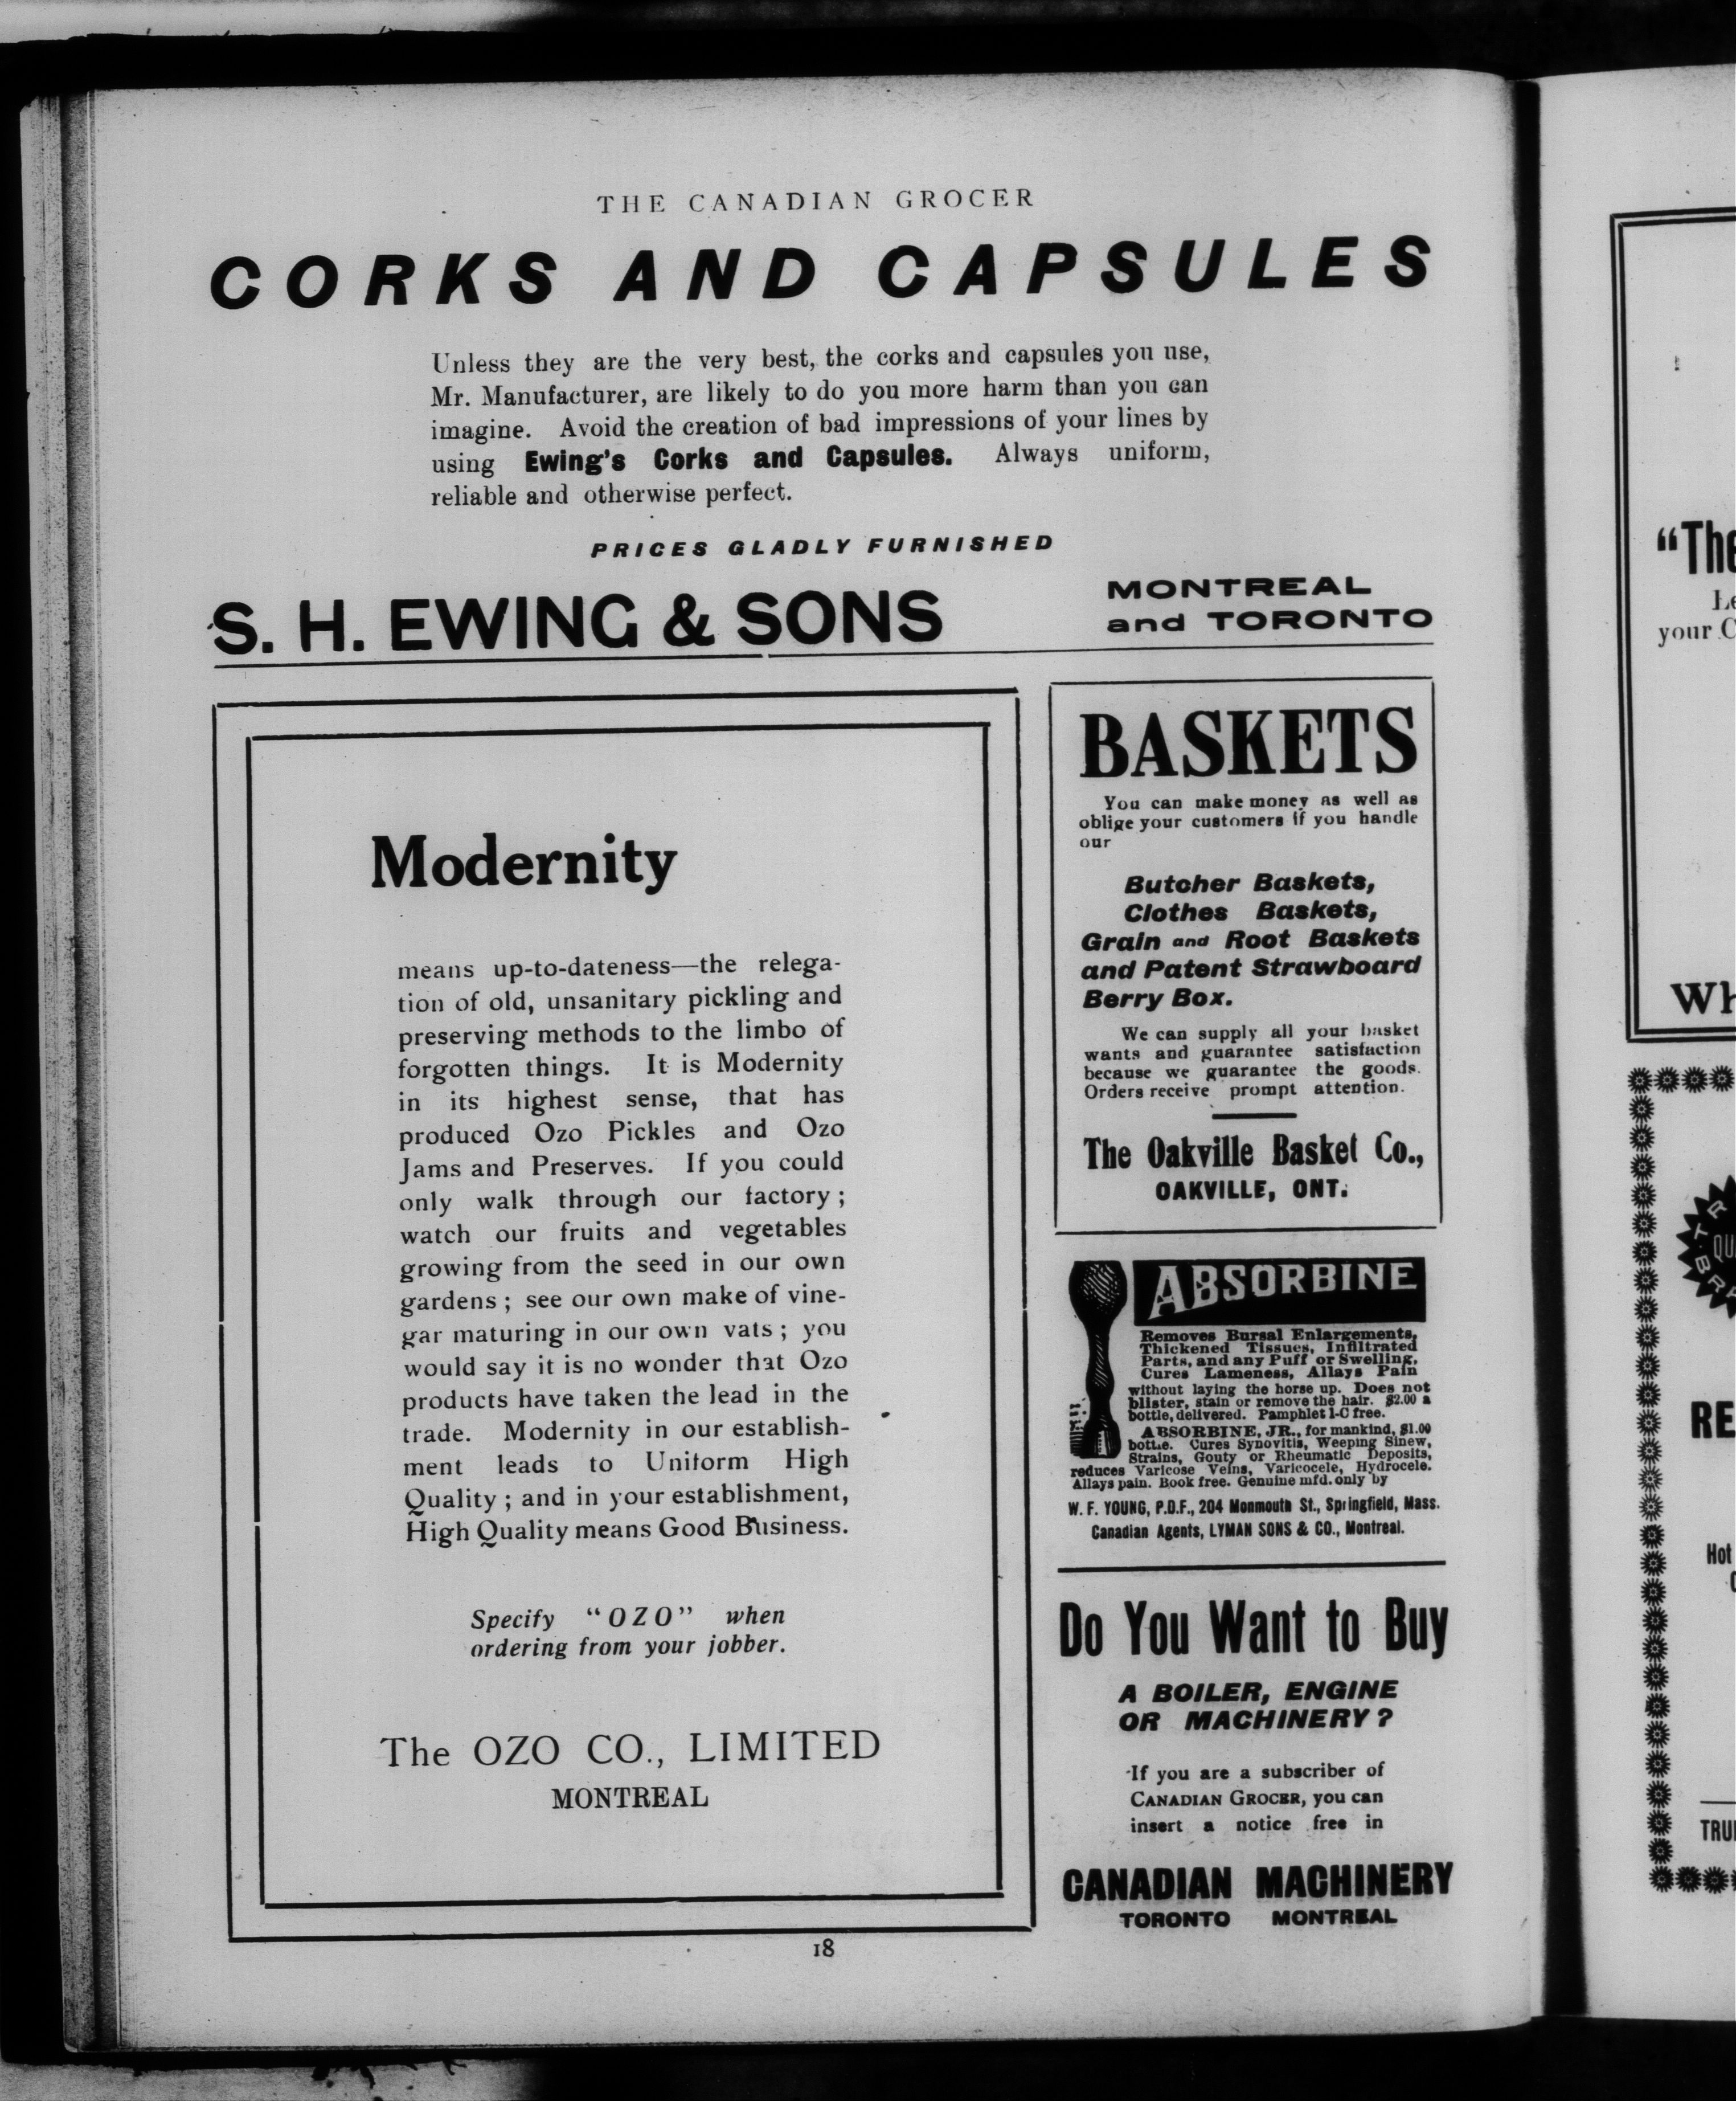 THE CANADIAN GROCER
CORKS AND CAPSULES
Unless they are the very best, the corks and capsules you use,
Mr. Manufacturer, are likely to do you more harm than you can
imagine. Avoid the creation of bad impressions of your lines by
using Ewing's Corks and Capsules. Always uniform,
reliable and otherwise perfect.
PRICES GLADLY FURNISHED
S. H. EWING & SONS
MONTREAL
and TORONTO
Modernity
means up-to-dateness—the relega-
tion of old, unsanitary pickling and
preserving methods to the limbo of
forgotten things. It is Modernity
in its highest sense, that has
produced Ozo Pickles and Ozo
Jams and Preserves. If you could
only walk through our factory;
watch our fruits and vegetables
growing from the seed in our own
gardens; see our own make of vine-
gar maturing in our own vats; you
would say it is no wonder that Ozo
products have taken the lead in the
trade. Modernity in our establish-
ment leads to Uniform High
Quality; and in your establishment,
High Quality means Good Business.
Specify "OZO" when
ordering from your jobber.
The OZO CO., LIMITED
MONTREAL
BASKETS
You can make money as well as
oblige your customers if you handle
our
Butcher Baskets,
Clothes Baskets,
Grain and Root Baskets
and Patent Strawboard
Berry Box.
We can supply all your basket
wants and guarantee satisfaction
because we guarantee the goods.
Orders receive prompt attention.
The Oakville Basket Co.,
OAKVILLE, ONT.
ABSORBINE
Removes Bursal Enlargements,
Thickened Tissues, Infiltrated
Parts, and any Puff or Swelling,
Cures Lameness, Allays Pain
without laying the horse up. Does not
blister, stain or remove the hair. $2.00 a
bottle, delivered. Pamphlet 1-C free.
ABSORBINE, JR., for mankind, $1.00
bottle. Cures Synovitis, Weeping Sinew,
Strains, Gouty or Rheumatic Deposits,
reduces Varicose Veins, Varicocele, Hydrocele.
Allays pain. Book free. Genuine mfd. only by
W. F. YOUNG, P.D.F., 204 Monmouth St., Springfield, Mass.
Canadian Agents, LYMAN SONS & CO., Montreal.
Do You Want to Buy
A BOILER, ENGINE
OR MACHINERY?
If you are a subscriber of
CANADIAN GROCER, you can
insert a notice free in
CANADIAN MACHINERY
TORONTO MONTREAL
18
"The
your
RE
Hot